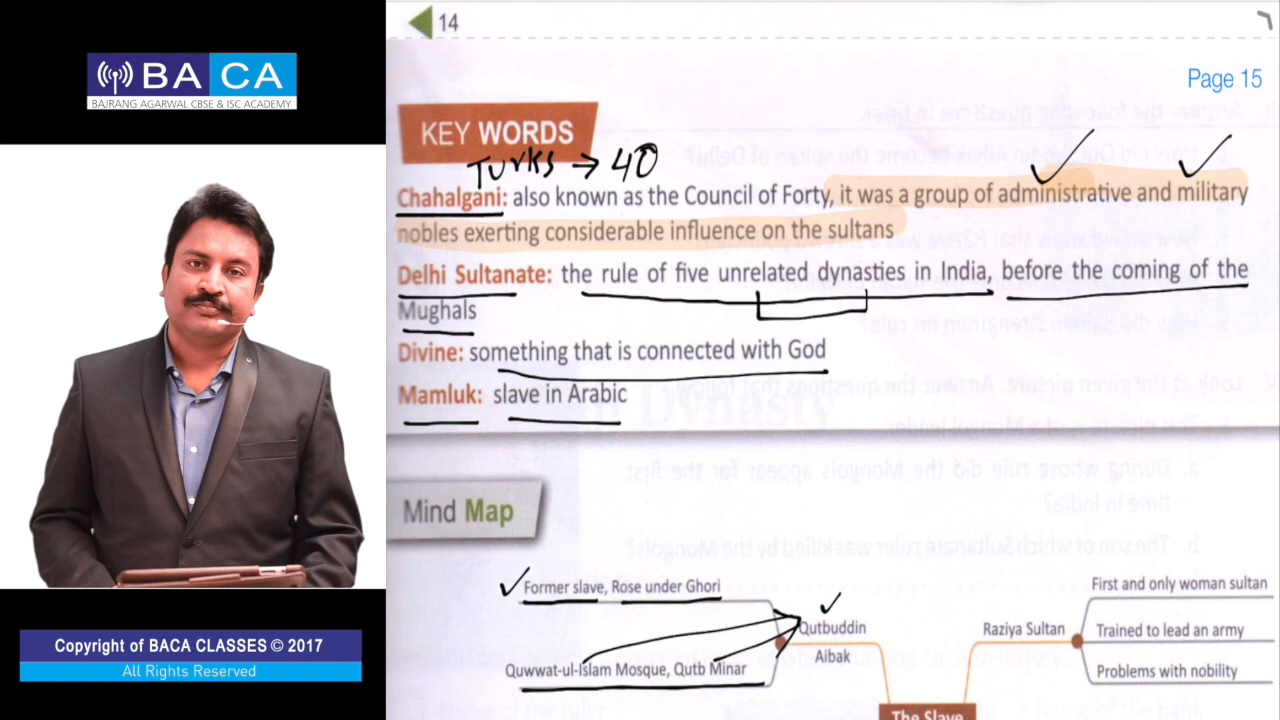 BA CA
BAJRANG AGARWAL CBSE & ISC ACADEMY
Copyright of BACA CLASSES © 2017
All Rights Reserved
14
Page 15
KEY WORDS
Turks → 40
Chahalgani: also known as the Council of Forty, it was a group of administrative and military
nobles exerting considerable influence on the sultans
Delhi Sultanate: the rule of five unrelated dynasties in India, before the coming of the
Mughals
Divine: something that is connected with God
Mamluk: slave in Arabic
Mind Map
Former slave, Rose under Ghori
Quwwat-ul-Islam Mosque, Qutb Minar
Qutbuddin
Aibak
Raziya Sultan
First and only woman sultan
Trained to lead an army
Problems with nobility
The Slave